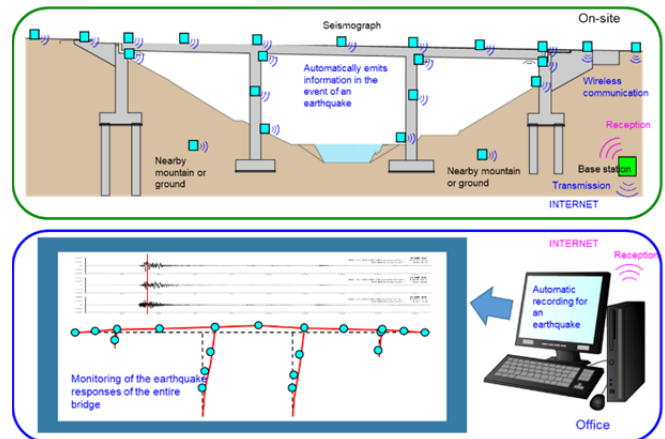 Seismograph
On-site
Automatically emits
information in the
event of an
earthquake
Wireless
communication
Reception
Nearby
mountain or
ground
Nearby mountain
or ground
Base station
Transmission
INTERNET
INTERNET
Reception
Automatic
recording for
an
earthquake
Monitoring of the earthquake
responses of the entire
bridge
Office